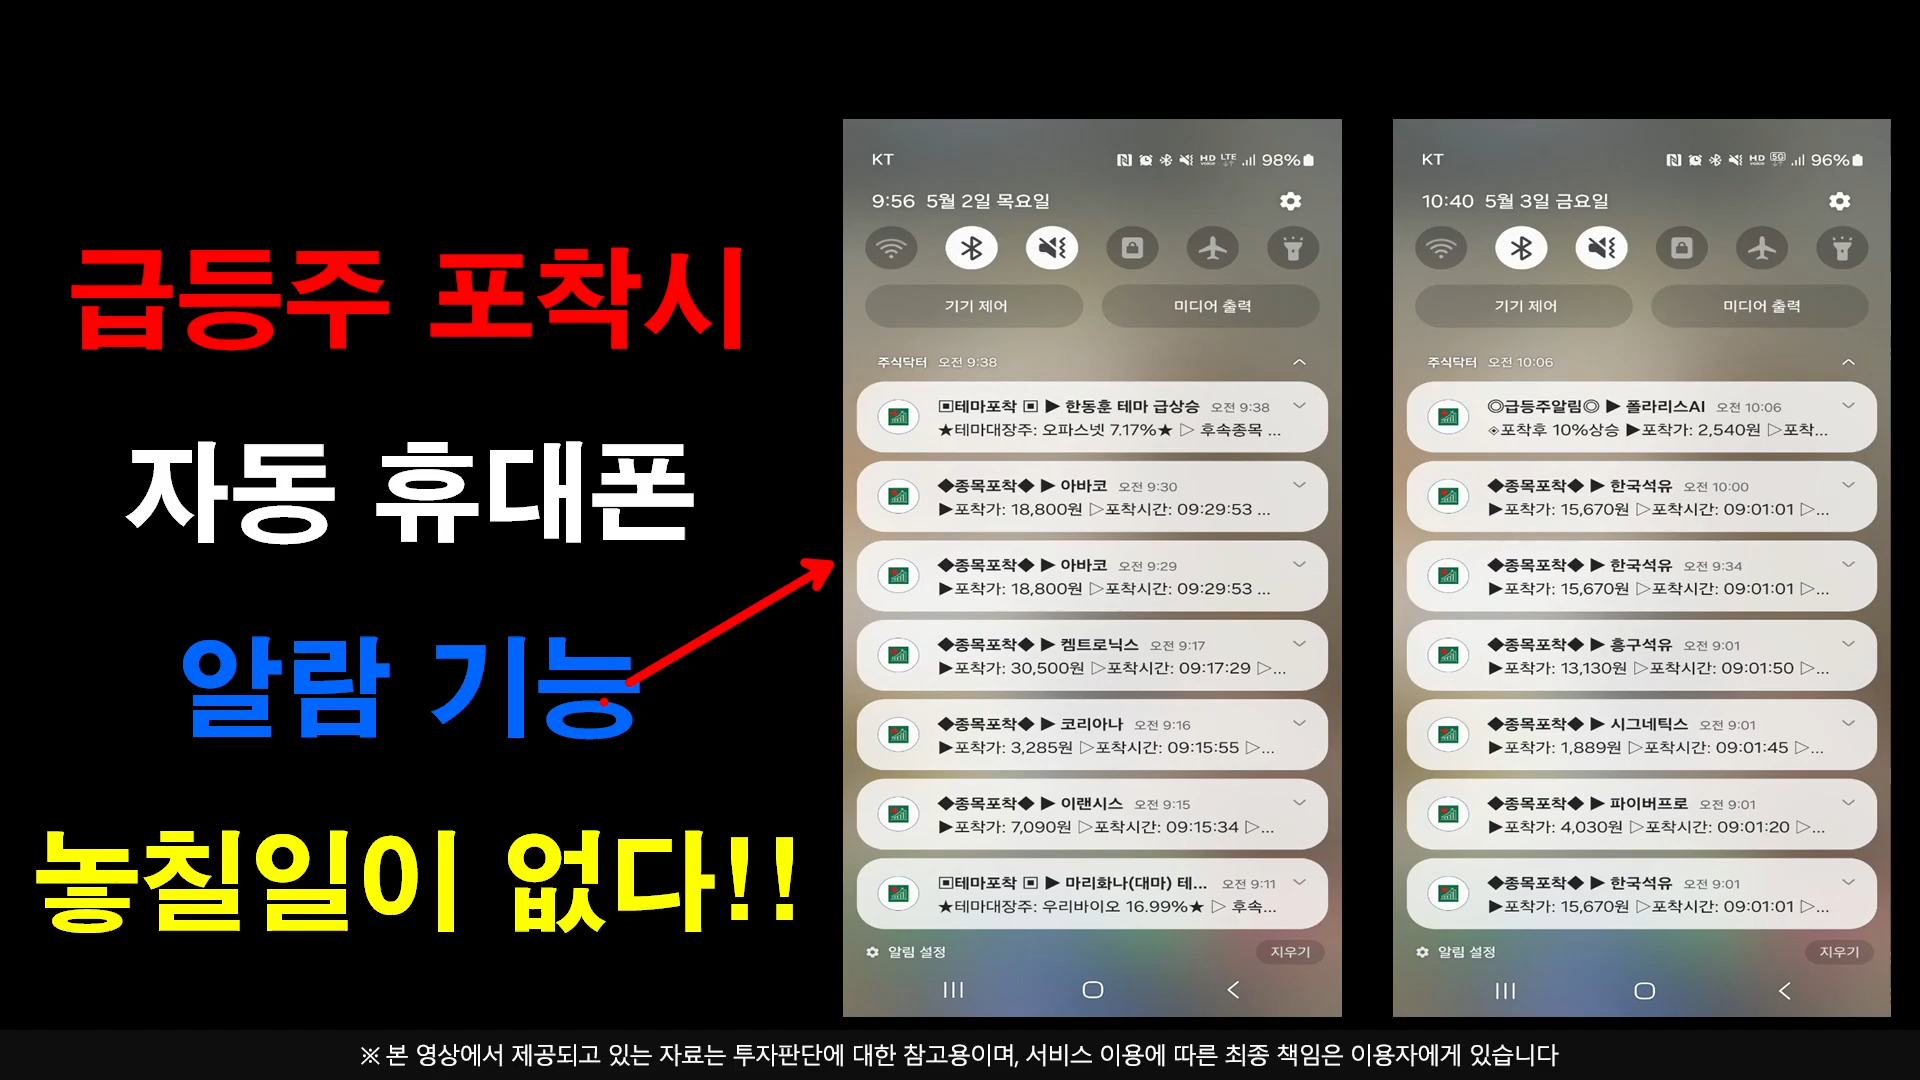 급등주 포착시
자동 휴대폰
알람 기능
놓칠일이 없다!!
KT
HD LTE 98%
9:56 5월 2일 목요일
기기 제어 미디어 출력
주식닥터 오전 9:38
▣테마포착 ▣ ▶ 한동훈 테마 급상승 오전 9:38
★테마대장주: 오파스넷 7.17%★ ▷ 후속종목 ...
◆종목포착◆ ▶ 아바코 오전 9:30
▶포착가: 18,800원 ▷포착시간: 09:29:53 ...
◆종목포착◆ ▶ 아바코 오전 9:29
▶포착가: 18,800원 ▷포착시간: 09:29:53 ...
◆종목포착◆ ▶ 켐트로닉스 오전 9:17
▶포착가: 30,500원 ▷포착시간: 09:17:29 ▷...
◆종목포착◆ ▶ 코리아나 오전 9:16
▶포착가: 3,285원 ▷포착시간: 09:15:55 ▷...
◆종목포착◆ ▶ 이랜시스 오전 9:15
▶포착가: 7,090원 ▷포착시간: 09:15:34 ▷...
▣테마포착 ▣ ▶ 마리화나(대마) 테... 오전 9:11
★테마대장주: 우리바이오 16.99%★ ▷ 후속...
알림 설정 지우기
KT
HD 5G 96%
10:40 5월 3일 금요일
기기 제어 미디어 출력
주식닥터 오전 10:06
◎급등주알림◎ ▶ 폴라리스AI 오전 10:06
◈포착후 10%상승 ▶포착가: 2,540원 ▷포착...
◆종목포착◆ ▶ 한국석유 오전 10:00
▶포착가: 15,670원 ▷포착시간: 09:01:01 ▷...
◆종목포착◆ ▶ 한국석유 오전 9:34
▶포착가: 15,670원 ▷포착시간: 09:01:01 ▷...
◆종목포착◆ ▶ 흥구석유 오전 9:01
▶포착가: 13,130원 ▷포착시간: 09:01:50 ▷...
◆종목포착◆ ▶ 시그네틱스 오전 9:01
▶포착가: 1,889원 ▷포착시간: 09:01:45 ▷...
◆종목포착◆ ▶ 파이버프로 오전 9:01
▶포착가: 4,030원 ▷포착시간: 09:01:20 ▷...
◆종목포착◆ ▶ 한국석유 오전 9:01
▶포착가: 15,670원 ▷포착시간: 09:01:01 ▷...
알림 설정 지우기
※ 본 영상에서 제공되고 있는 자료는 투자판단에 대한 참고용이며, 서비스 이용에 따른 최종 책임은 이용자에게 있습니다